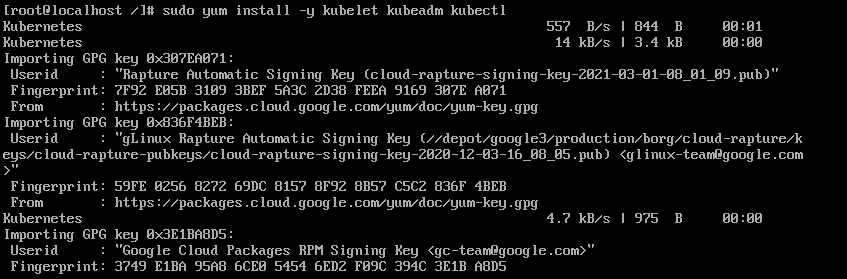 [root@localhost /]# sudo yum install -y kubelet kubeadm kubectl
Kubernetes 557 B/s | 844 B 00:01
Kubernetes 14 kB/s | 3.4 kB 00:00
Importing GPG key 0x307EA071:
Userid : "Rapture Automatic Signing Key (cloud-rapture-signing-key-2021-03-01-08_01_09.pub)"
Fingerprint: 7F92 E05B 3109 3BEF 5A3C 2D38 FEEA 9169 307E A071
From : https://packages.cloud.google.com/yum/doc/yum-key.gpg
Importing GPG key 0x836F4BEB:
Userid : "gLinux Rapture Automatic Signing Key (//depot/google3/production/borg/cloud-rapture/k
eys/cloud-rapture-pubkeys/cloud-rapture-signing-key-2020-12-03-16_08_05.pub) <glinux-team@google.com
>"
Fingerprint: 59FE 0256 8272 69DC 8157 8F92 8B57 C5C2 836F 4BEB
From : https://packages.cloud.google.com/yum/doc/yum-key.gpg
Kubernetes 4.7 kB/s | 975 B 00:00
Importing GPG key 0x3E1BA8D5:
Userid : "Google Cloud Packages RPM Signing Key <gc-team@google.com>"
Fingerprint: 3749 E1BA 95A8 6CE0 5454 6ED2 F09C 394C 3E1B A8D5